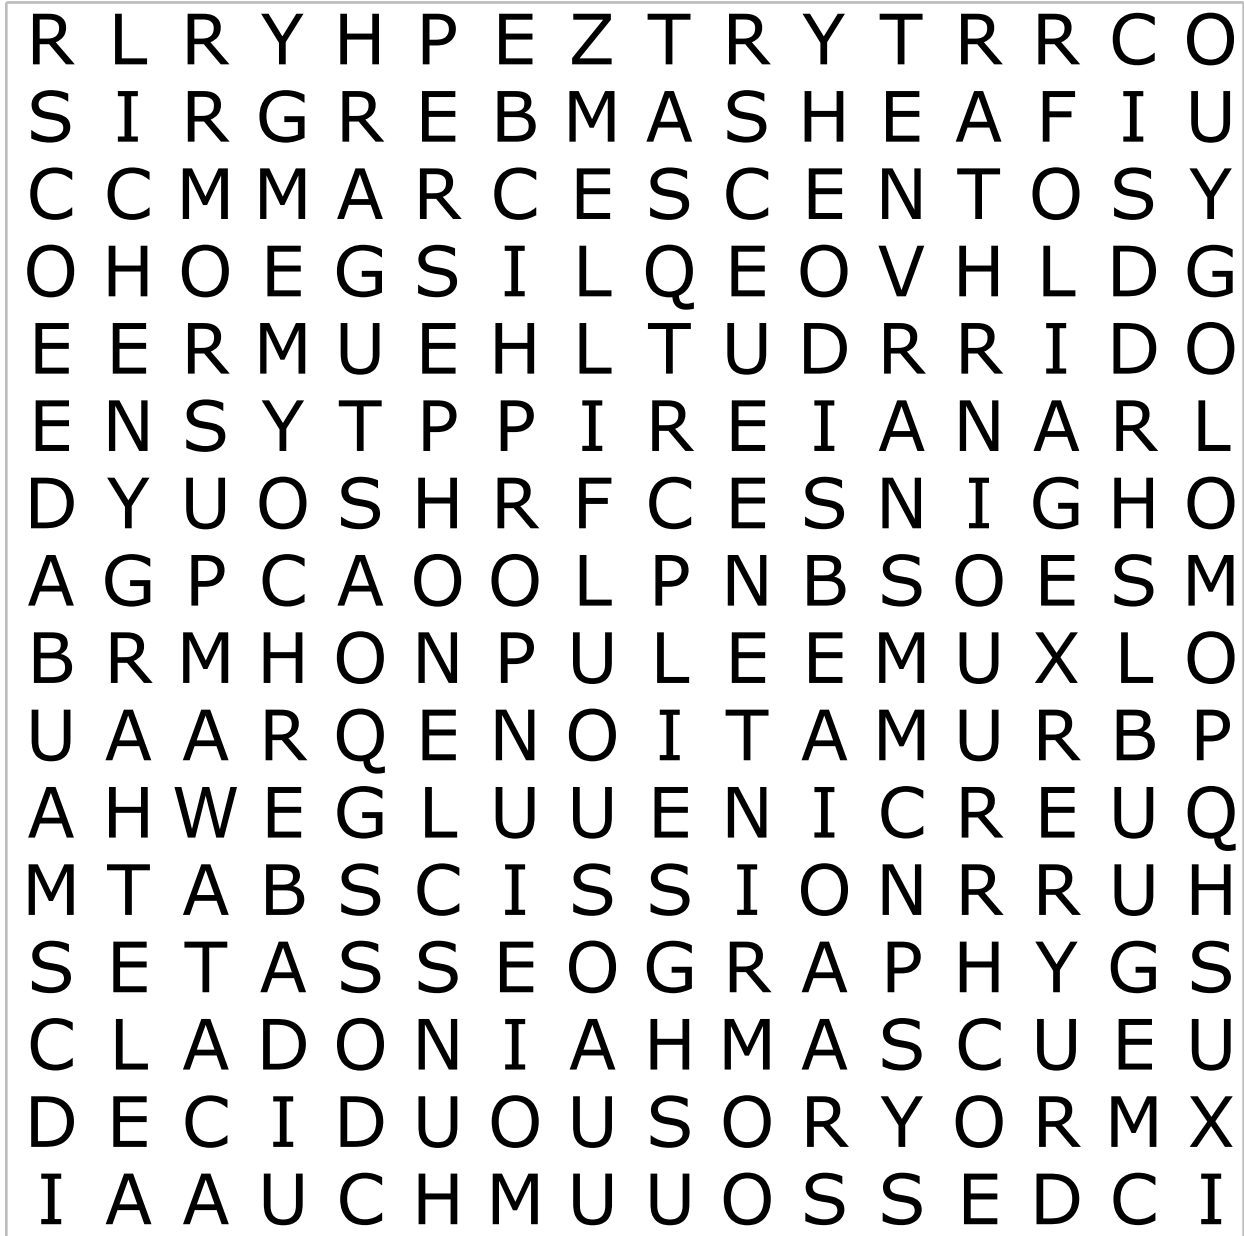 R L R Y H P E Z T R Y T R R C O
S I R G R E B M A S H E A F I U
C C M M A R C E S C E N T O S Y
O H O E G S I L Q E O V H L D G
E E R M U E H L T U D R R I D O
E N S Y T P P I R E I A N A R L
D Y U O S H R F C E S N I G H O
A G P C A O O L P N B S O E S M
B R M H O N P U L E E M U X L O
U A A R Q E N O I T A M U R B P
A H W E G L U U E N I C R E U Q
M T A B S C I S S I O N R R U H
S E T A S S E O G R A P H Y G S
C L A D O N I A H M A S C U E U
D E C I D U O U S O R Y O R M X
I A A U C H M U U O S S E D C I